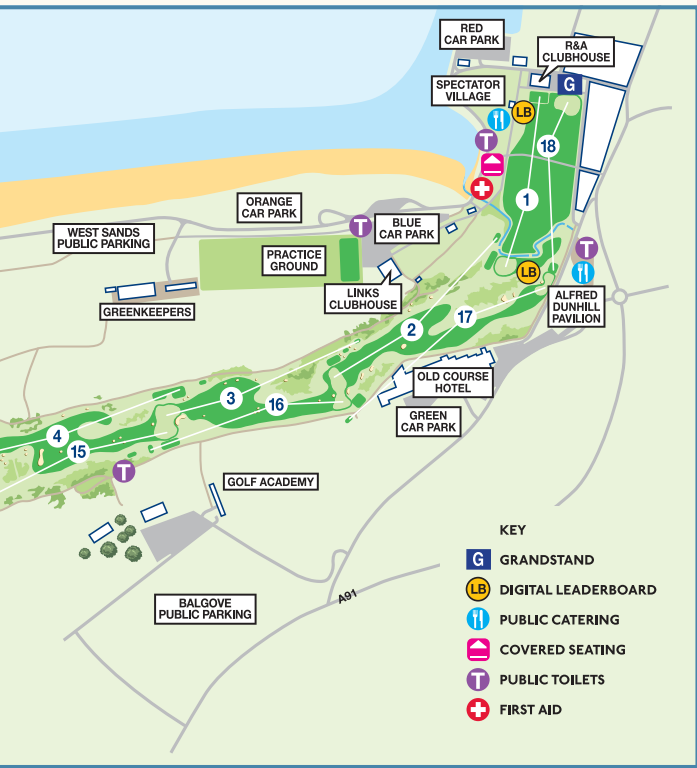 RED
CAR PARK
R&A
CLUBHOUSE
G
SPECTATOR
VILLAGE
LB
T
18
1
ORANGE
CAR PARK
T
BLUE
CAR PARK
WEST SANDS
PUBLIC PARKING
PRACTICE
GROUND
T
LB
LINKS
CLUBHOUSE
GREENKEEPERS
ALFRED
DUNHILL
PAVILION
17
2
OLD COURSE
HOTEL
3
16
GREEN
CAR PARK
4
15
T
GOLF ACADEMY
BALGOVE
PUBLIC PARKING
A91
KEY
G GRANDSTAND
LB DIGITAL LEADERBOARD
PUBLIC CATERING
COVERED SEATING
T PUBLIC TOILETS
FIRST AID